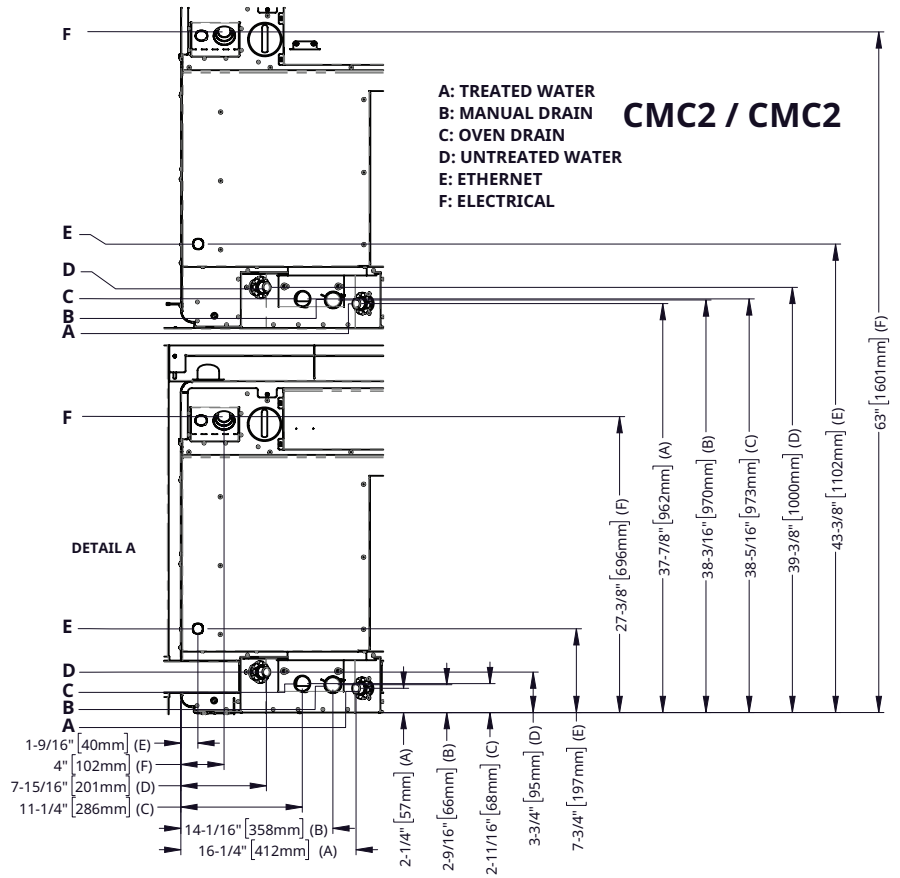 F
A: TREATED WATER
B: MANUAL DRAIN
C: OVEN DRAIN
D: UNTREATED WATER
E: ETHERNET
F: ELECTRICAL
CMC2 / CMC2
E
D
C
B
A
F
DETAIL A
E
D
C
B
A
27-3/8" [696mm] (F)
37-7/8" [962mm] (A)
38-3/16" [970mm] (B)
38-5/16" [973mm] (C)
39-3/8" [1000mm] (D)
43-3/8" [1102mm] (E)
63" [1601mm] (F)
1-9/16" [40mm] (E)
4" [102mm] (F)
7-15/16" [201mm] (D)
11-1/4" [286mm] (C)
14-1/16" [358mm] (B)
16-1/4" [412mm] (A)
2-1/4" [57mm] (A)
2-9/16" [66mm] (B)
2-11/16" [68mm] (C)
3-3/4" [95mm] (D)
7-3/4" [197mm] (E)